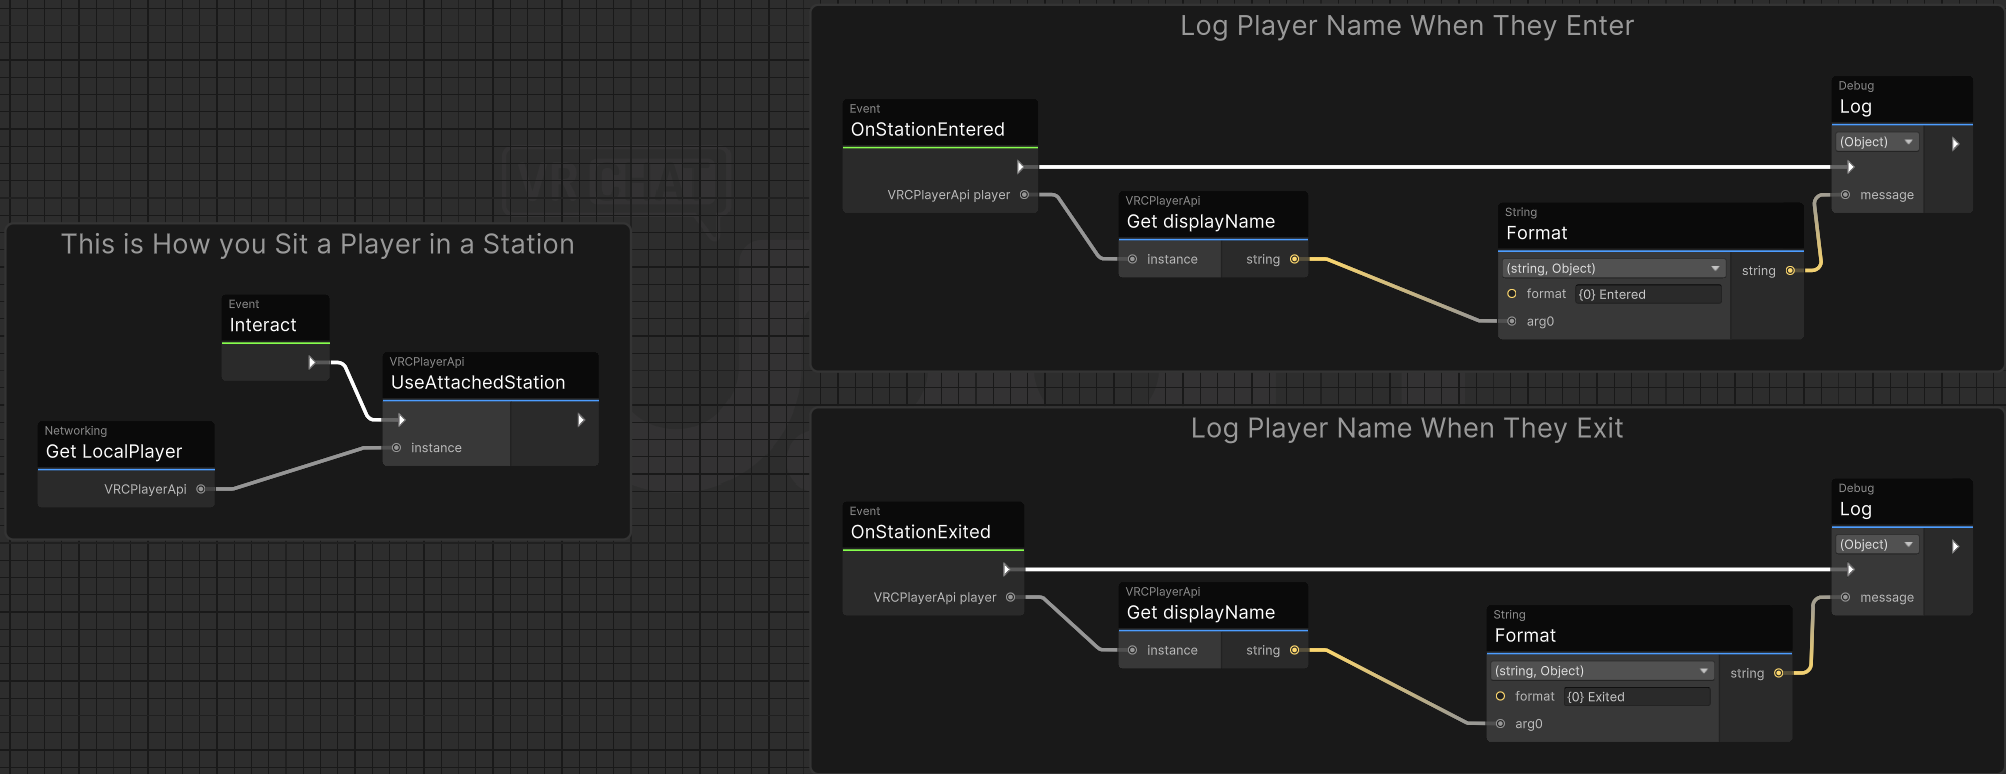 This is How you Sit a Player in a Station
Event
Interact
VRCPlayerApi
UseAttachedStation
instance
Networking
Get LocalPlayer
VRCPlayerApi
Log Player Name When They Enter
Event
OnStationEntered
VRCPlayerApi player
VRCPlayerApi
Get displayName
instance string
String
Format
(string, Object)
string
format {0} Entered
arg0
Debug
Log
(Object)
message
Log Player Name When They Exit
Event
OnStationExited
VRCPlayerApi player
VRCPlayerApi
Get displayName
instance string
String
Format
(string, Object)
string
format {0} Exited
arg0
Debug
Log
(Object)
message
VRCHAT